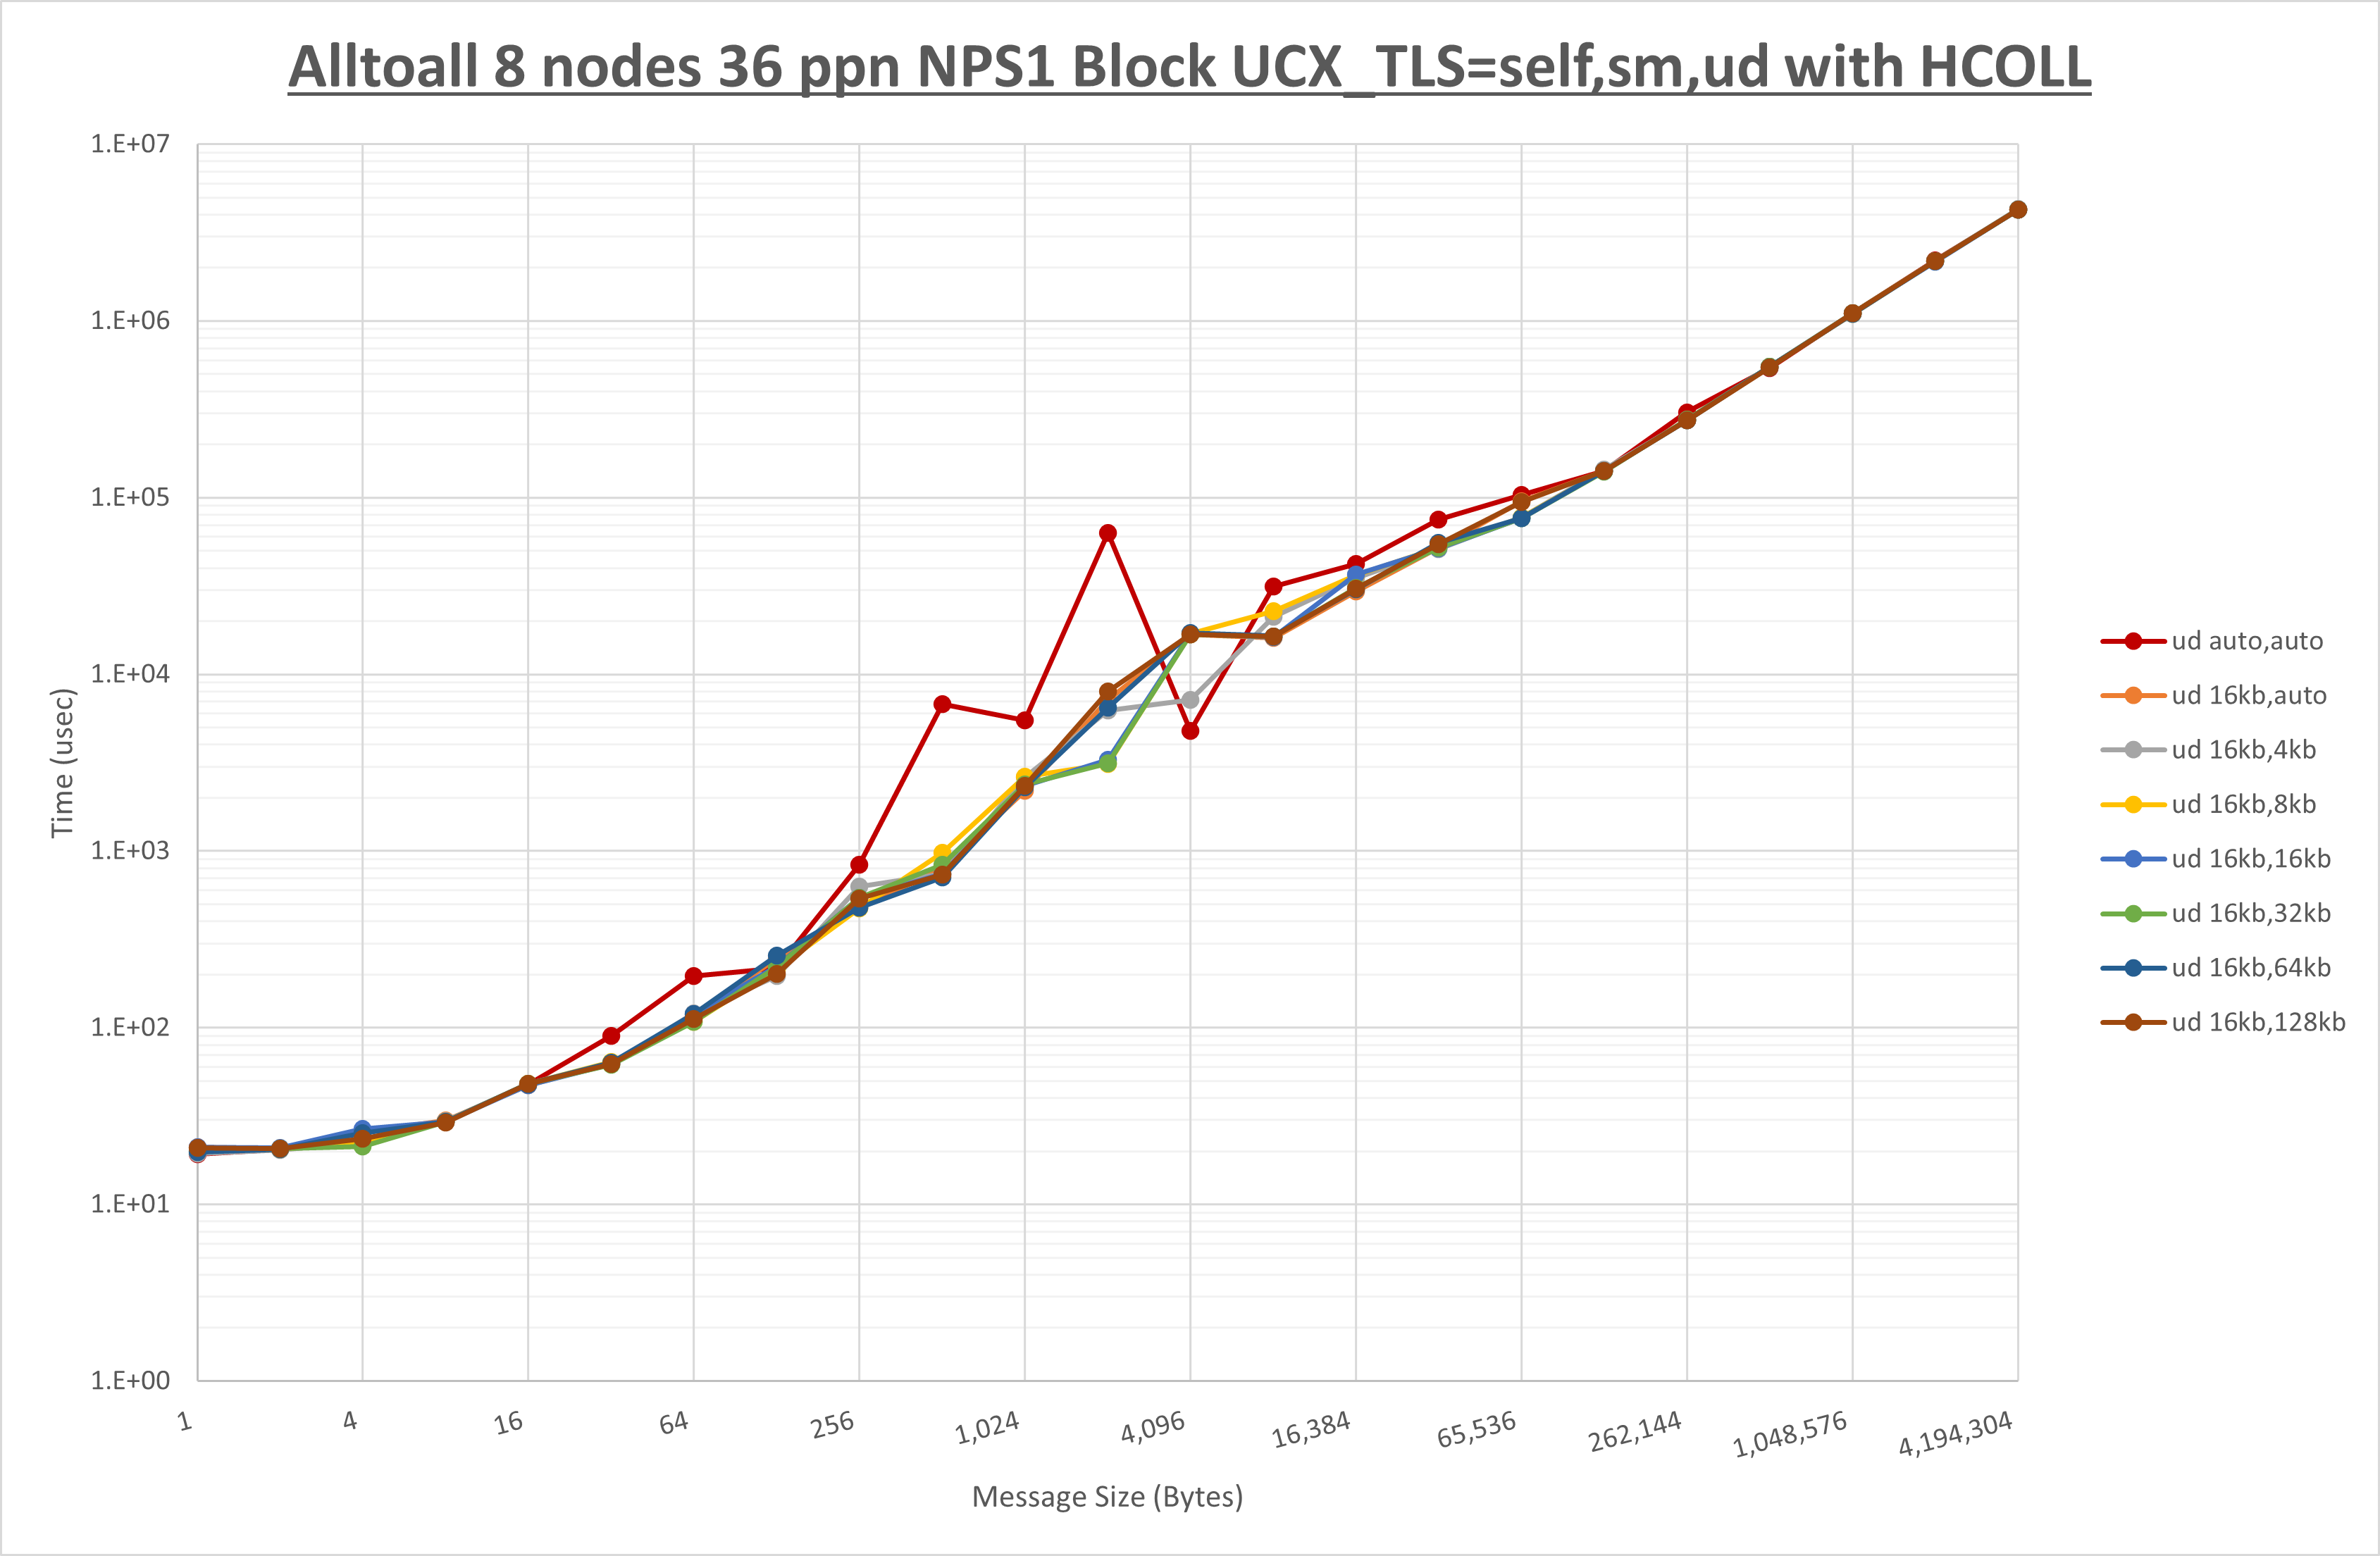 Alltoall 8 nodes 36 ppn NPS1 Block UCX_TLS=self,sm,ud with HCOLL
1.E+07
1.E+06
1.E+05
1.E+04
1.E+03
1.E+02
1.E+01
1.E+00
Time (usec)
1 4 16 64 256 1,024 4,096 16,384 65,536 262,144 1,048,576 4,194,304
Message Size (Bytes)
ud auto,auto
ud 16kb,auto
ud 16kb,4kb
ud 16kb,8kb
ud 16kb,16kb
ud 16kb,32kb
ud 16kb,64kb
ud 16kb,128kb